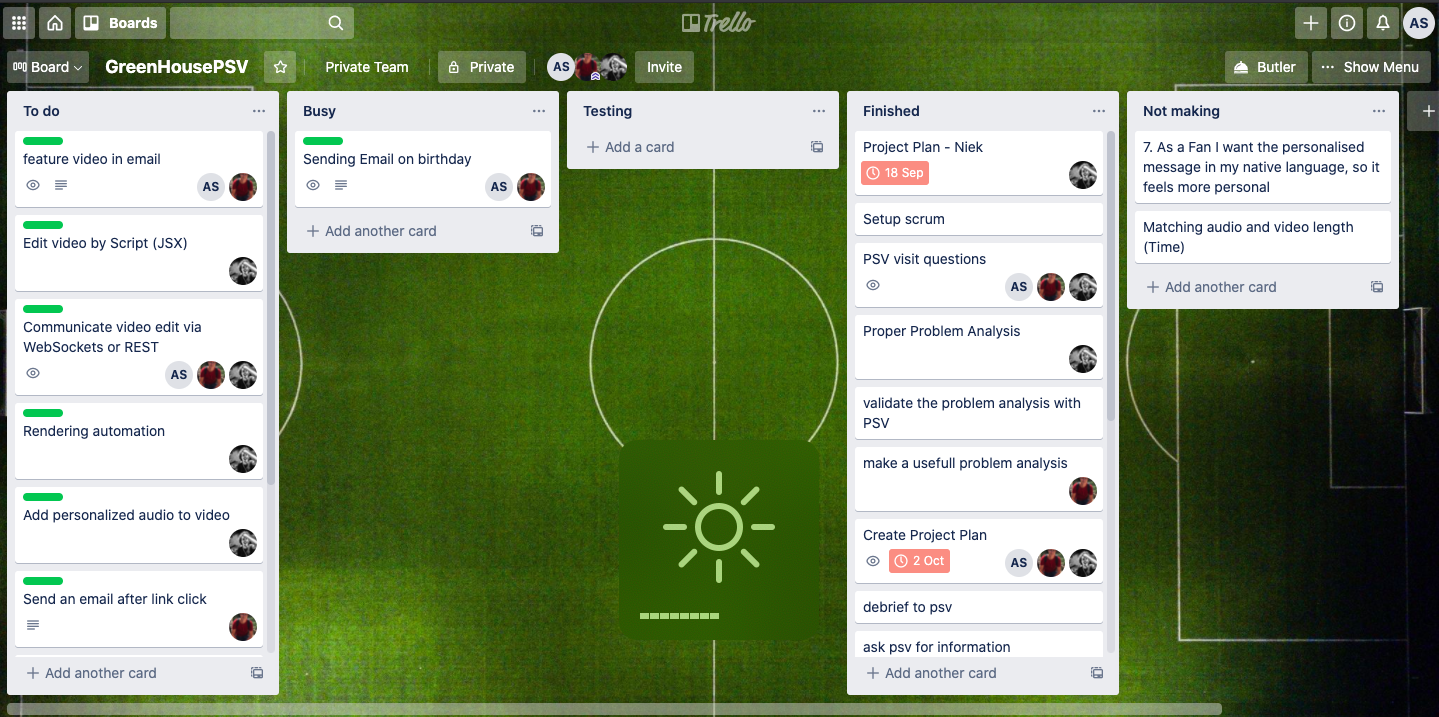 Boards
Trello
AS
Board
GreenHousePSV
Private Team
Private
AS
Invite
Butler
Show Menu
To do
feature video in email
AS
Edit video by Script (JSX)
Communicate video edit via
WebSockets or REST
AS
Rendering automation
Add personalized audio to video
Send an email after link click
Add another card
Busy
Sending Email on birthday
AS
Add another card
Testing
Add a card
Finished
Project Plan - Niek
18 Sep
Setup scrum
PSV visit questions
AS
Proper Problem Analysis
validate the problem analysis with
PSV
make a usefull problem analysis
Create Project Plan
2 Oct
AS
debrief to psv
ask psv for information
Add another card
Not making
7. As a Fan I want the personalised
message in my native language, so it
feels more personal
Matching audio and video length
(Time)
Add another card